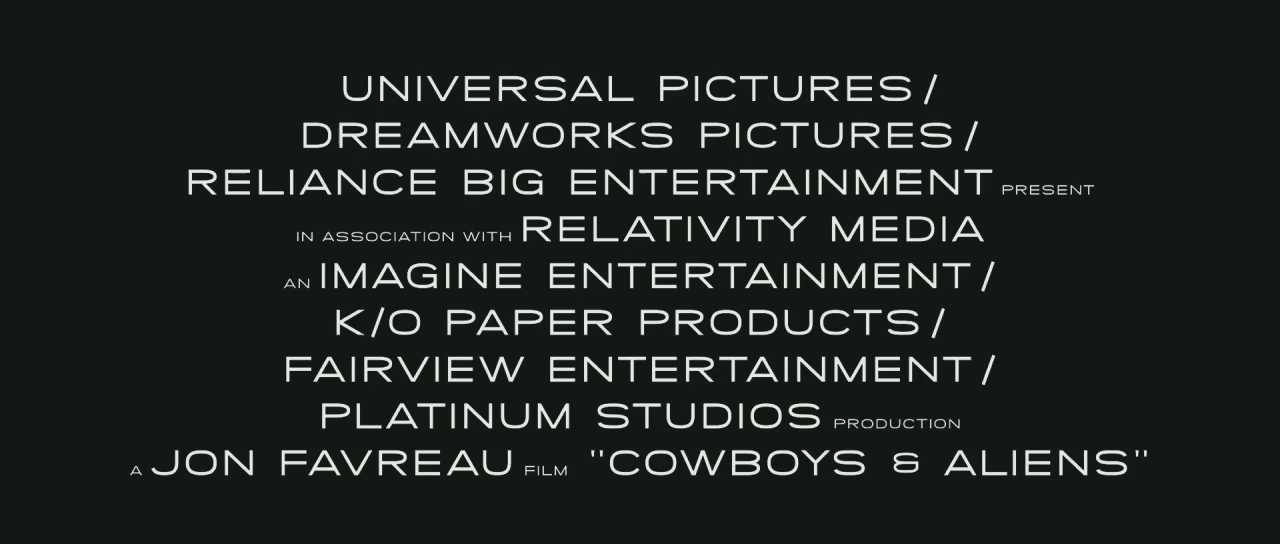 UNIVERSAL PICTURES /
DREAMWORKS PICTURES /
RELIANCE BIG ENTERTAINMENT PRESENT
IN ASSOCIATION WITH RELATIVITY MEDIA
AN IMAGINE ENTERTAINMENT /
K/O PAPER PRODUCTS /
FAIRVIEW ENTERTAINMENT /
PLATINUM STUDIOS PRODUCTION
A JON FAVREAU FILM "COWBOYS & ALIENS"